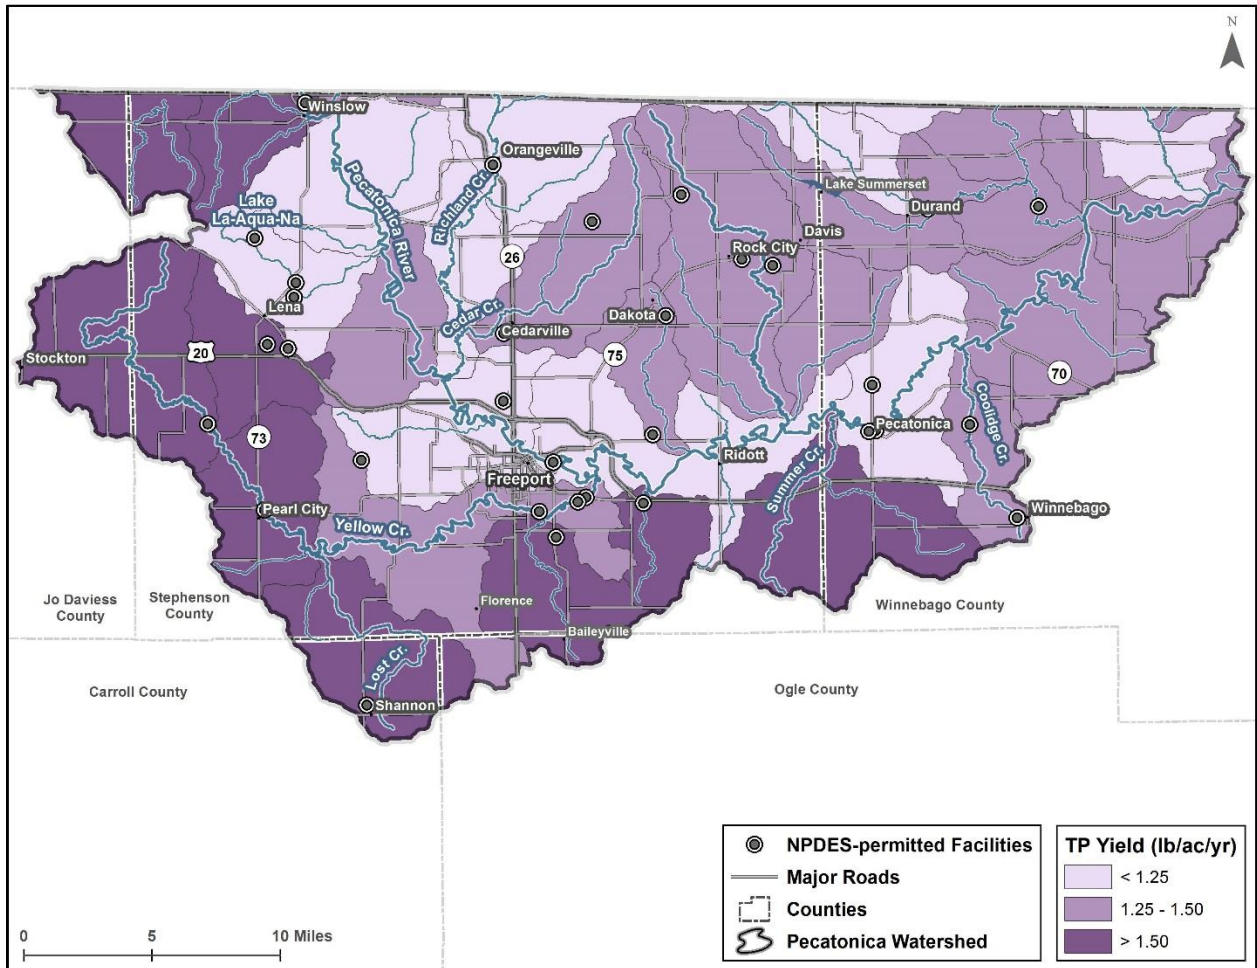 N
Winslow
Orangeville
Richland Cr.
Pecatonica River
Lake
La-Aqua-Na
Lake Summerset
Durand
Davis
Rock City
26
Cedar Cr.
Cedarville
Dakota
Lena
Stockton
20
75
70
73
Coolidge Cr.
Pecatonica
Ridott
Summer Cr.
Freeport
Pearl City
Yellow Cr.
Winnebago
Jo Daviess
County
Stephenson
County
Florence
Winnebago County
Baileyville
Lost Cr.
Carroll County
Ogle County
Shannon
NPDES-permitted Facilities
Major Roads
Counties
Pecatonica Watershed
TP Yield (lb/ac/yr)
< 1.25
1.25 - 1.50
> 1.50
0 5 10 Miles